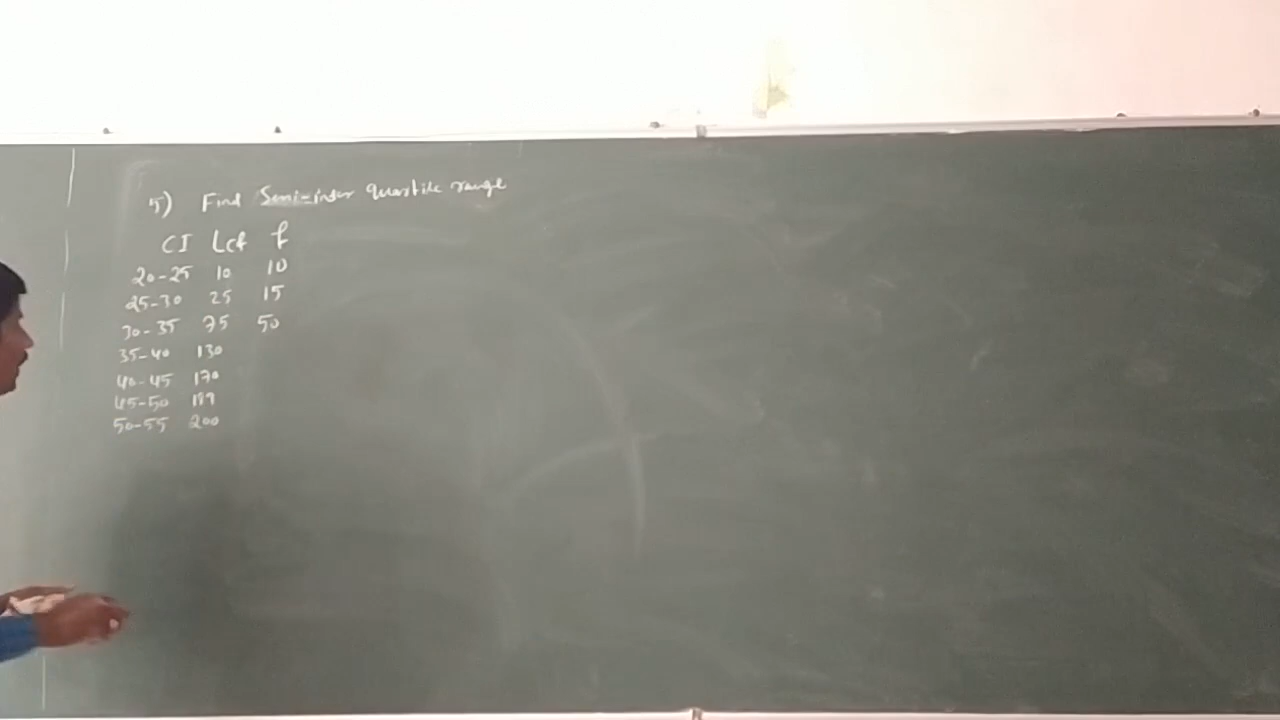 5) Find Semi-inter quartile range
CI Lcf f
20-25 10 10
25-30 25 15
30-35 75 50
35-40 130
40-45 170
45-50 189
50-55 200